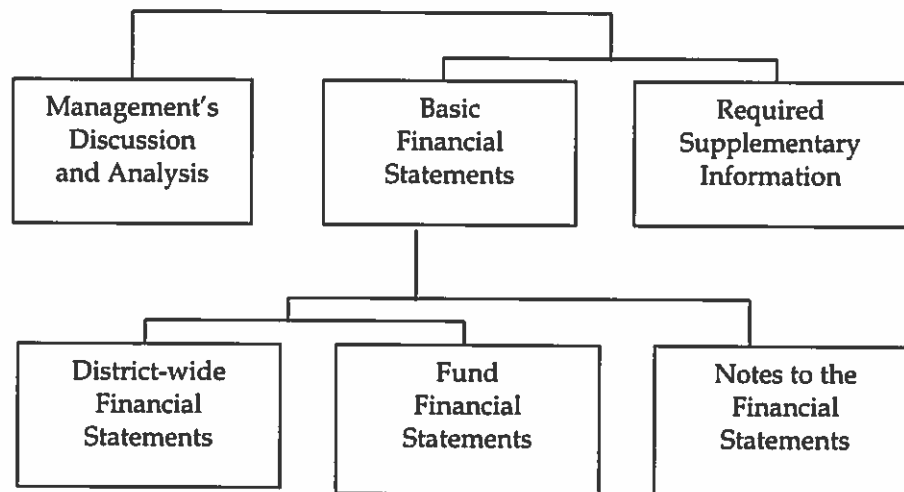 Management's
Discussion
and Analysis
Basic
Financial
Statements
Required
Supplementary
Information
District-wide
Financial
Statements
Fund
Financial
Statements
Notes to the
Financial
Statements